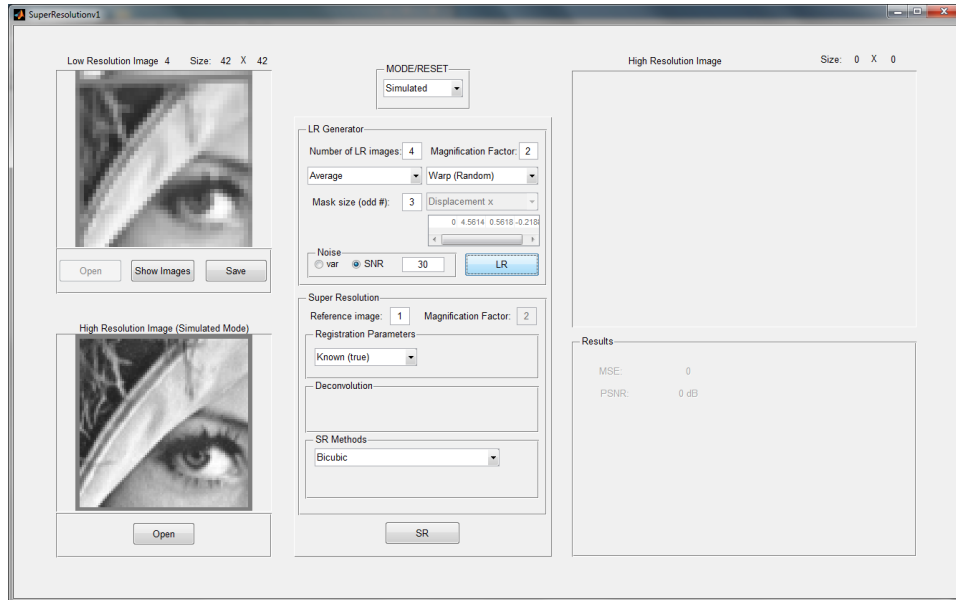 SuperResolutionv1
Low Resolution Image 4 Size: 42 X 42
Open Show Images Save
High Resolution Image (Simulated Mode)
Open
MODE/RESET
Simulated
LR Generator
Number of LR images: 4 Magnification Factor: 2
Average Warp (Random)
Mask size (odd #): 3 Displacement x
0 4.5614 0.5618 -0.218
Noise
var SNR 30 LR
Super Resolution
Reference image: 1 Magnification Factor: 2
Registration Parameters
Known (true)
Deconvolution
SR Methods
Bicubic
SR
High Resolution Image Size: 0 X 0
Results
MSE: 0
PSNR: 0 dB